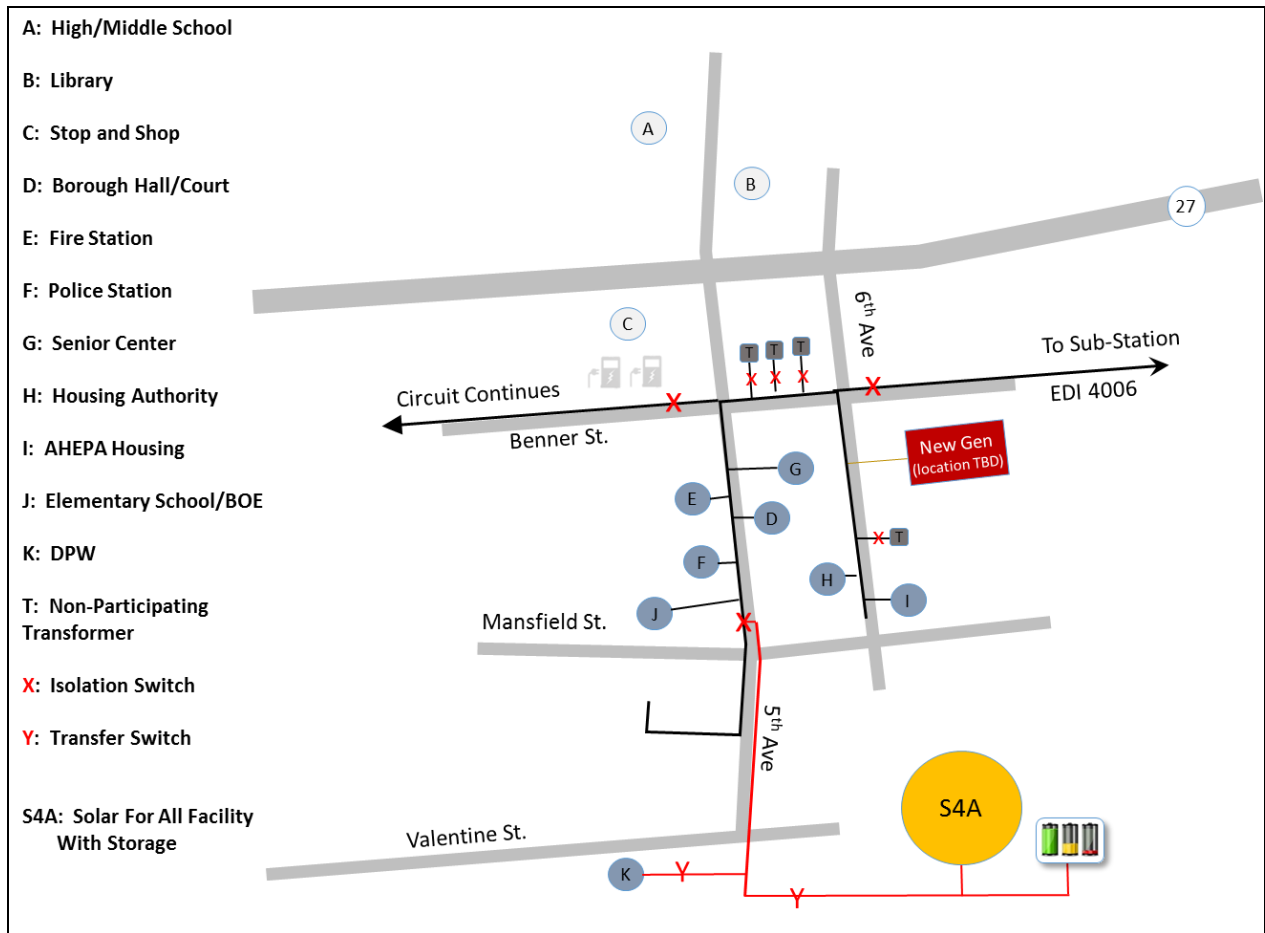 A: High/Middle School
B: Library
C: Stop and Shop
D: Borough Hall/Court
E: Fire Station
F: Police Station
G: Senior Center
H: Housing Authority
I: AHEPA Housing
J: Elementary School/BOE
K: DPW
T: Non-Participating
Transformer
X: Isolation Switch
Y: Transfer Switch
S4A: Solar For All Facility
With Storage
A
B
27
C
6th Ave
T
T
T
X
X
X
To Sub-Station
EDI 4006
X
Circuit Continues
X
Benner St.
New Gen
(location TBD)
G
E
D
F
X
T
H
I
J
X
Mansfield St.
5th Ave
S4A
Valentine St.
K
Y
Y